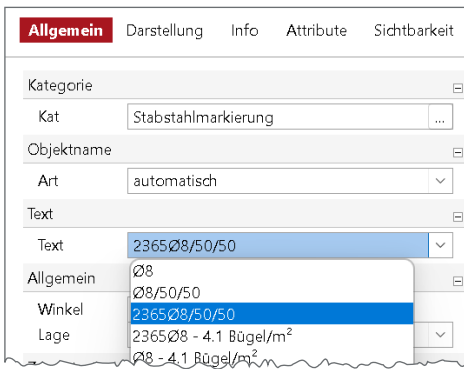 Allgemein Darstellung Info Attribute Sichtbarkeit
Kategorie
Kat Stabstahlmarkierung ...
Objektname
Art automatisch
Text
Text 2365Ø8/50/50
Ø8
Allgemein
Ø8/50/50
Winkel 2365Ø8/50/50
Lage 2365Ø8 - 4.1 Bügel/m²
Ø8 - 4.1 Bügel/m²